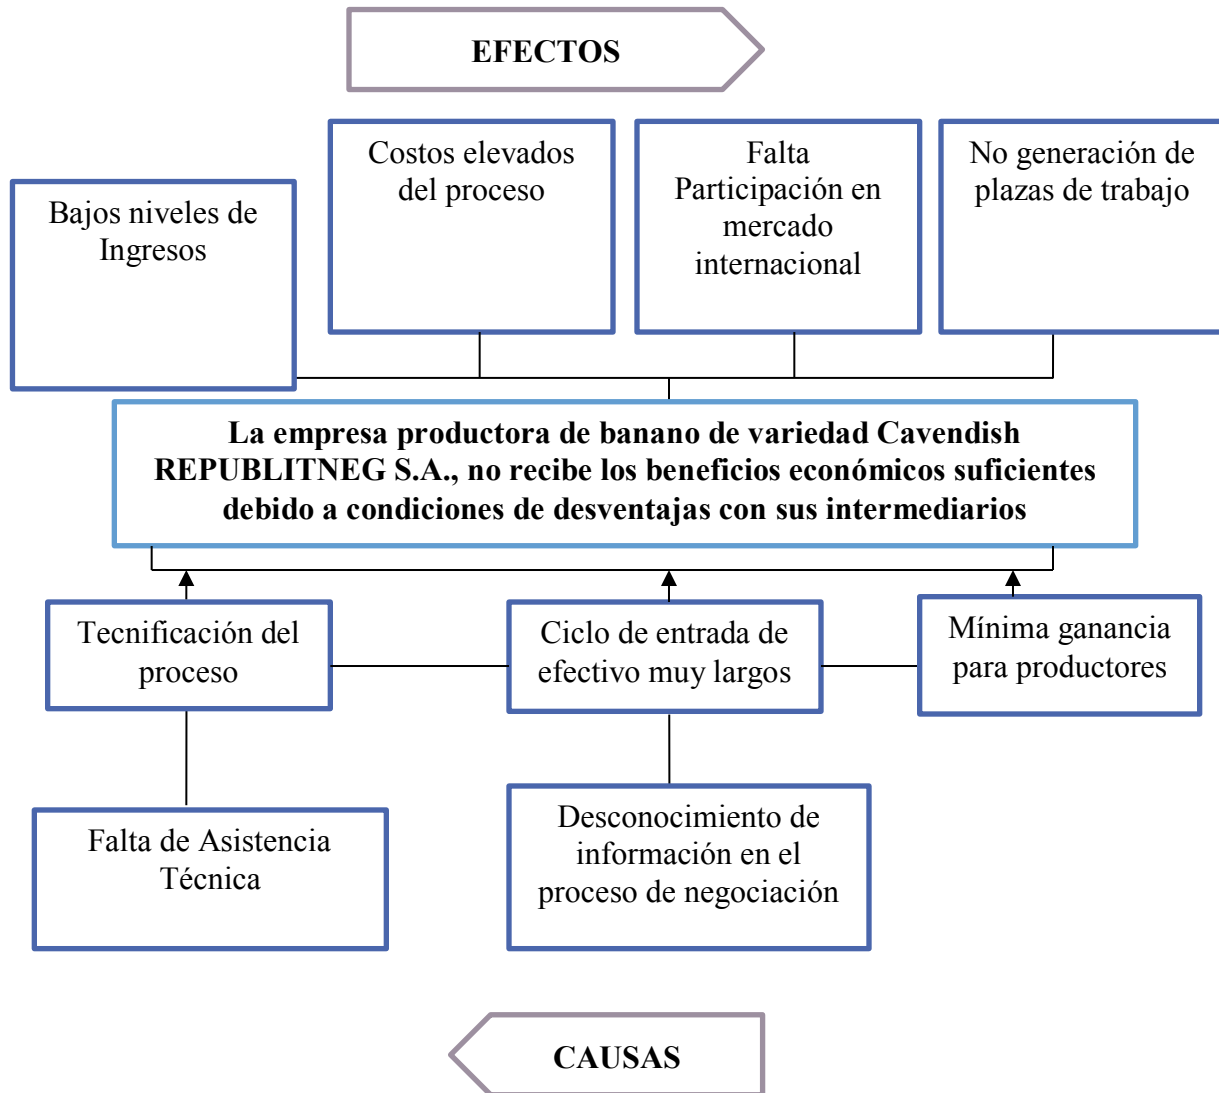 EFECTOS
Bajos niveles de
Ingresos
Costos elevados
del proceso
Falta
Participación en
mercado
internacional
No generación de
plazas de trabajo
La empresa productora de banano de variedad Cavendish
REPUBLITNEG S.A., no recibe los beneficios económicos suficientes
debido a condiciones de desventajas con sus intermediarios
Tecnificación del
proceso
Ciclo de entrada de
efectivo muy largos
Mínima ganancia
para productores
Falta de Asistencia
Técnica
Desconocimiento de
información en el
proceso de negociación
CAUSAS